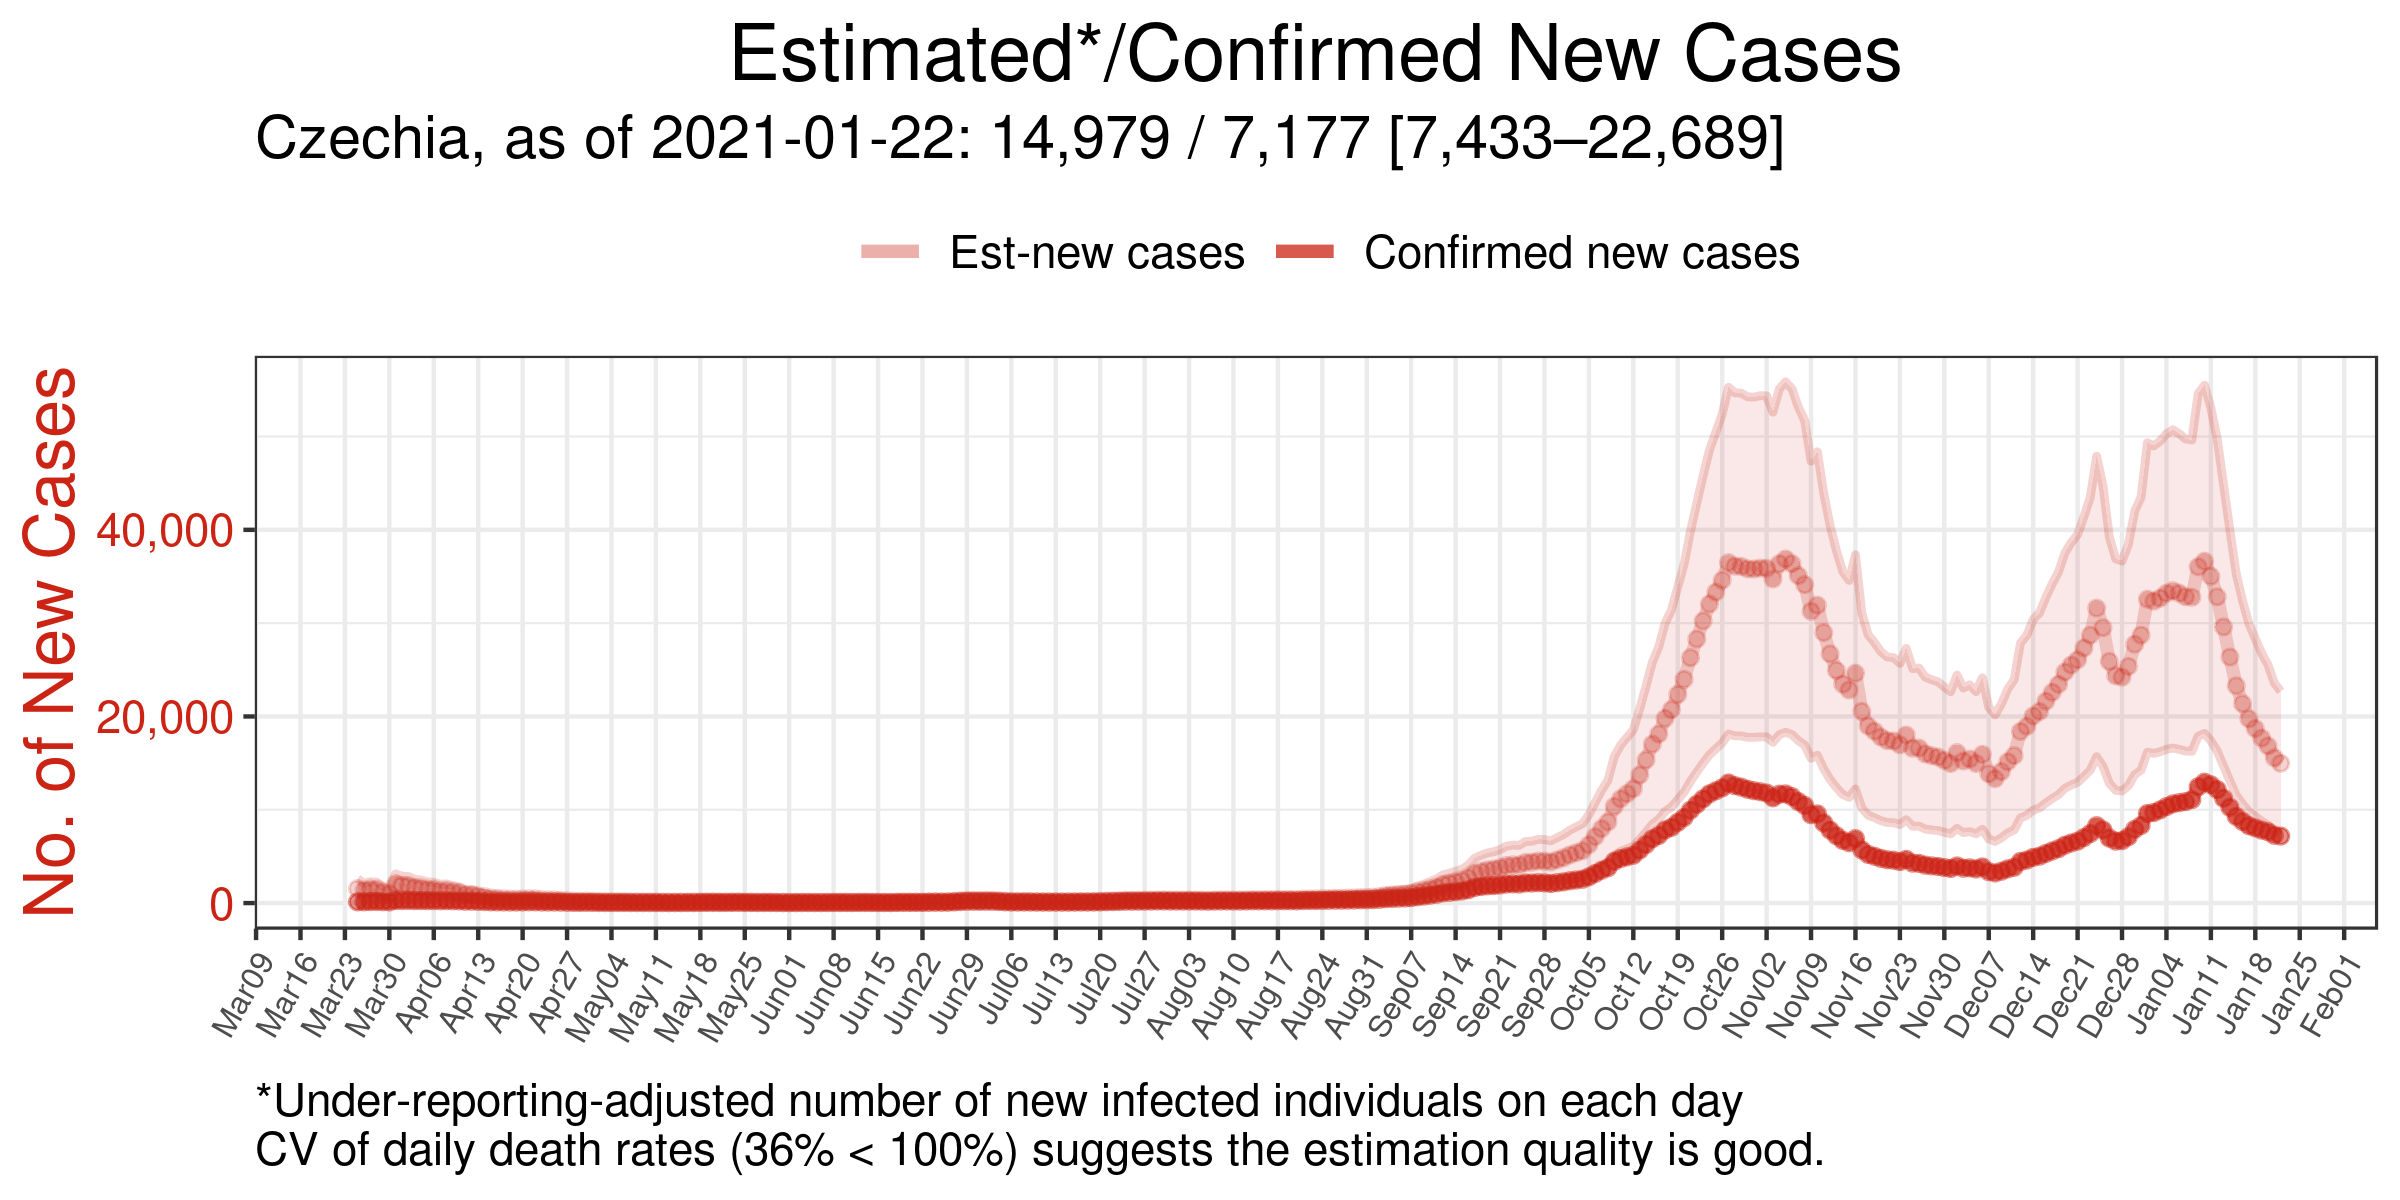 Estimated*/Confirmed New Cases
Czechia, as of 2021-01-22: 14,979 / 7,177 [7,433–22,689]
Est-new cases
Confirmed new cases
No. of New Cases
40,000
20,000
0
Mar09
Mar16
Mar23
Mar30
Apr06
Apr13
Apr20
Apr27
May04
May11
May18
May25
Jun01
Jun08
Jun15
Jun22
Jun29
Jul06
Jul13
Jul20
Jul27
Aug03
Aug10
Aug17
Aug24
Aug31
Sep07
Sep14
Sep21
Sep28
Oct05
Oct12
Oct19
Oct26
Nov02
Nov09
Nov16
Nov23
Nov30
Dec07
Dec14
Dec21
Dec28
Jan04
Jan11
Jan18
Jan25
Feb01
*Under-reporting-adjusted number of new infected individuals on each day
CV of daily death rates (36% < 100%) suggests the estimation quality is good.